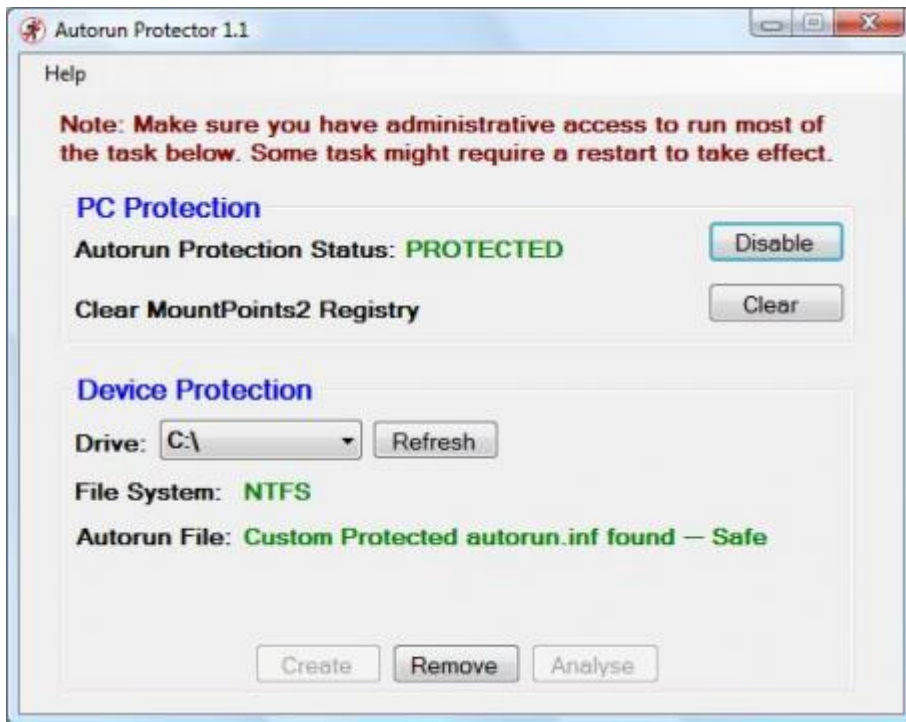 Autorun Protector 1.1
Help
Note: Make sure you have administrative access to run most of
the task below. Some task might require a restart to take effect.
PC Protection
Autorun Protection Status: PROTECTED
Disable
Clear MountPoints2 Registry
Clear
Device Protection
Drive: C:\ Refresh
File System: NTFS
Autorun File: Custom Protected autorun.inf found — Safe
Create Remove Analyse